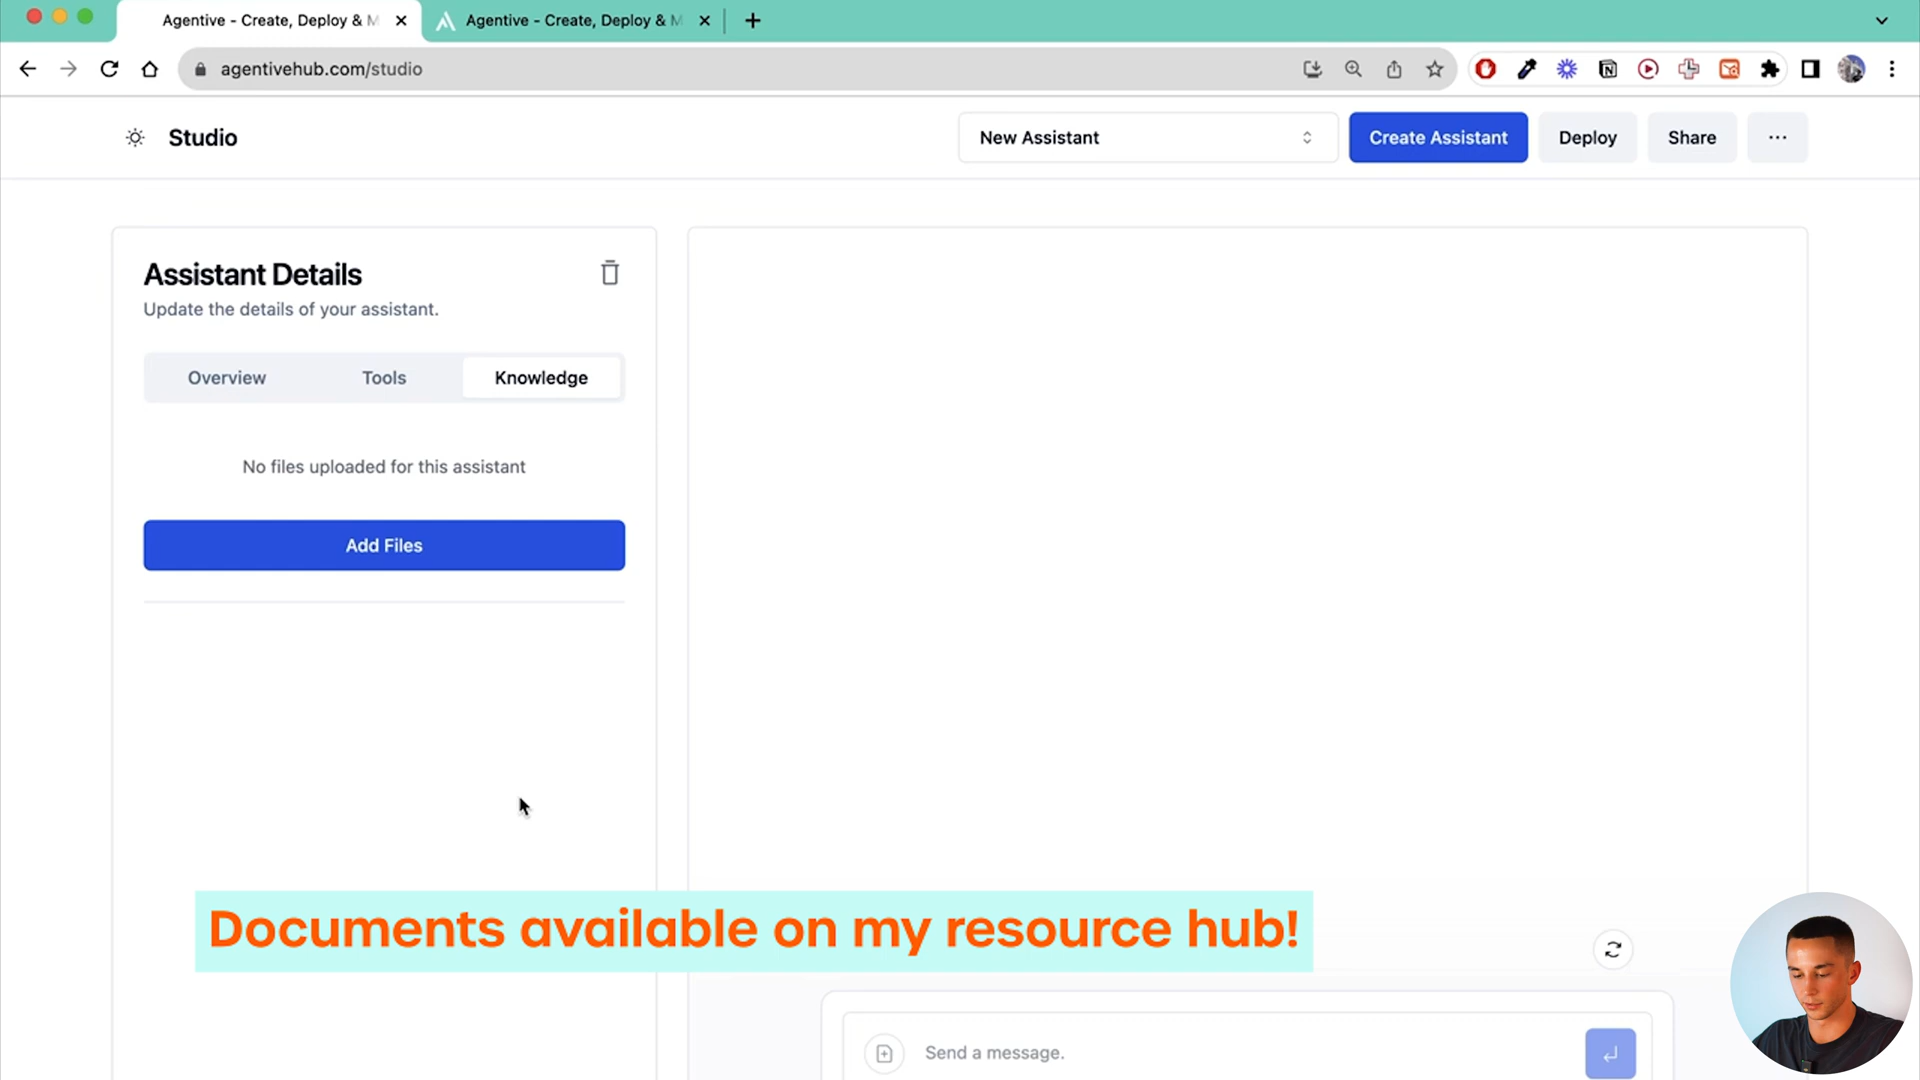 Agentive - Create, Deploy & M
Agentive - Create, Deploy & M
agentivehub.com/studio
Studio
New Assistant
Create Assistant
Deploy
Share
Assistant Details
Update the details of your assistant.
Overview
Tools
Knowledge
No files uploaded for this assistant
Add Files
Documents available on my resource hub!
Send a message.